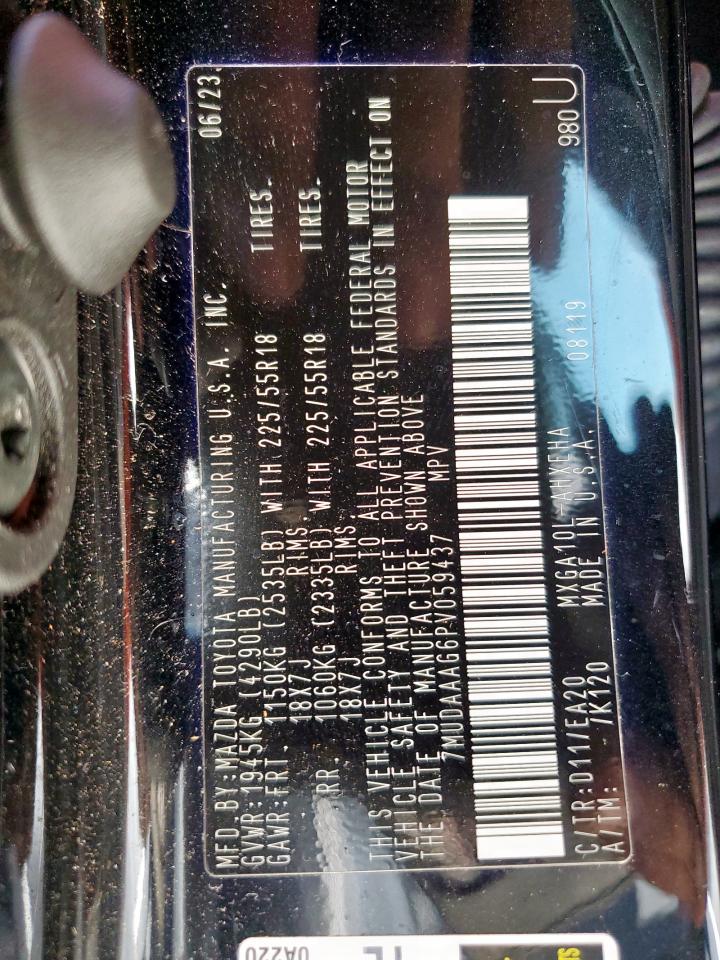 MFD.BY:MAZDA TOYOTA MANUFACTURING U.S.A. INC. 06/23
GVWR:1945KG (4290LB)
GAWR:FRT. 1150KG (2535LB) WITH 225/55R18 TIRES.
18X7J RIMS.
RR. 1060KG (2335LB) WITH 225/55R18 TIRES.
18X7J RIMS
THIS VEHICLE CONFORMS TO ALL APPLICABLE FEDERAL MOTOR
VEHICLE SAFETY AND THEFT PREVENTION STANDARDS IN EFFECT ON
THE DATE OF MANUFACTURE SHOWN ABOVE
7MUDAAAG6PV059437 MPV
C/TR:D11/EA20 MXGA10L-AHXEHA 08119 980U
A/TM: /K120 MADE IN U.S.A.
0A220